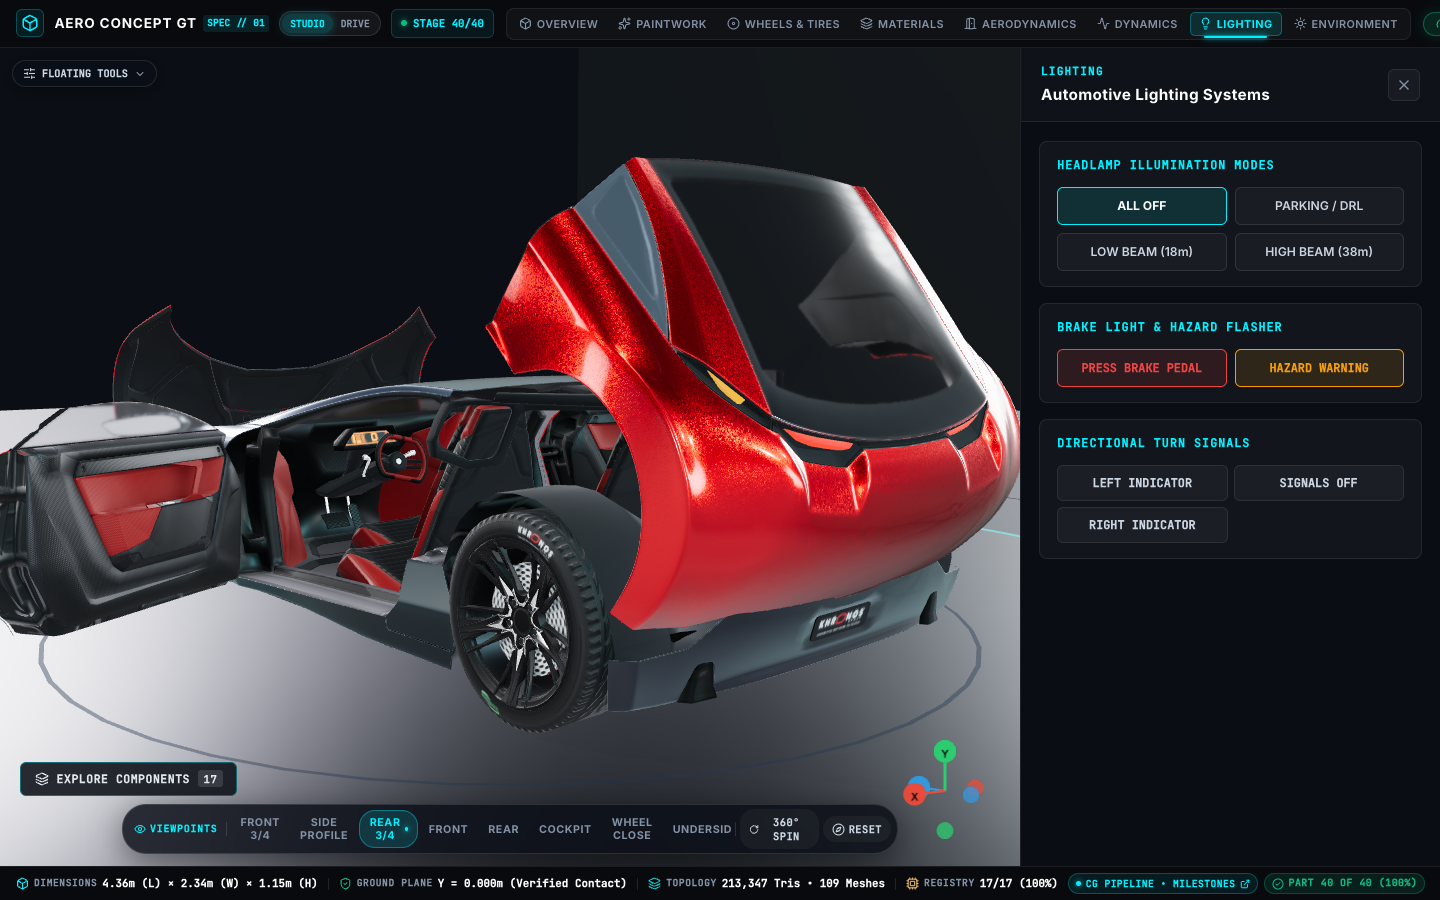 AERO CONCEPT GT
SPEC // 01
STUDIO
DRIVE
STAGE 40/40
OVERVIEW
PAINTWORK
WHEELS & TIRES
MATERIALS
AERODYNAMICS
DYNAMICS
LIGHTING
ENVIRONMENT
FLOATING TOOLS
LIGHTING
Automotive Lighting Systems
HEADLAMP ILLUMINATION MODES
ALL OFF
PARKING / DRL
LOW BEAM (18m)
HIGH BEAM (38m)
BRAKE LIGHT & HAZARD FLASHER
PRESS BRAKE PEDAL
HAZARD WARNING
DIRECTIONAL TURN SIGNALS
LEFT INDICATOR
SIGNALS OFF
RIGHT INDICATOR
KHRONOS
KHRONOS
EXPLORE COMPONENTS 17
Y
X
VIEWPOINTS
FRONT
3/4
SIDE
PROFILE
REAR
3/4
FRONT
REAR
COCKPIT
WHEEL
CLOSE
UNDERSID
360°
SPIN
RESET
DIMENSIONS 4.36m (L) × 2.34m (W) × 1.15m (H)
GROUND PLANE Y = 0.000m (Verified Contact)
TOPOLOGY 213,347 Tris • 109 Meshes
REGISTRY 17/17 (100%)
CG PIPELINE • MILESTONES
PART 40 OF 40 (100%)